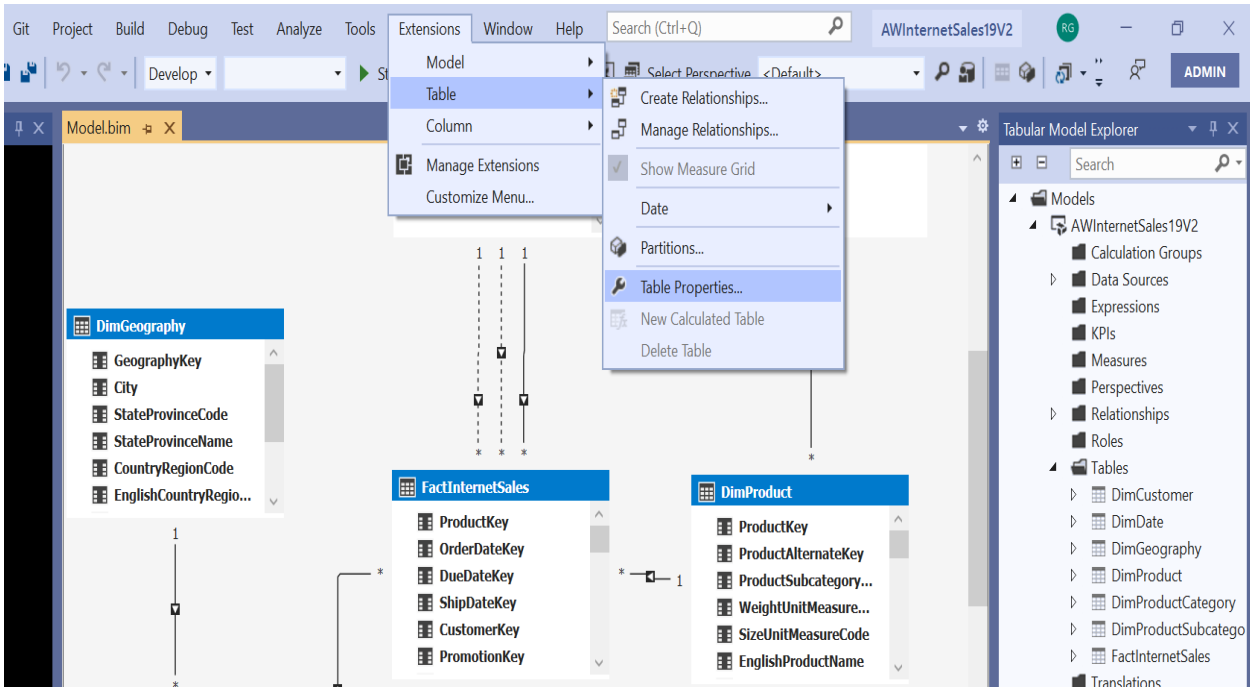 Git Project Build Debug Test Analyze Tools Extensions Window Help Search (Ctrl+Q) AWInternetSales19V2 RG
Develop Select Perspective <Default> ADMIN
Model
Table
Column
Manage Extensions
Customize Menu...
Create Relationships...
Manage Relationships...
Show Measure Grid
Date
Partitions...
Table Properties...
New Calculated Table
Delete Table
Model.bim
1 1 1
* * *
DimGeography
GeographyKey
City
StateProvinceCode
StateProvinceName
CountryRegionCode
EnglishCountryRegio...
1
*
FactInternetSales
ProductKey
OrderDateKey
DueDateKey
ShipDateKey
CustomerKey
PromotionKey
*
* 1
*
DimProduct
ProductKey
ProductAlternateKey
ProductSubcategory...
WeightUnitMeasure...
SizeUnitMeasureCode
EnglishProductName
Tabular Model Explorer
Search
Models
AWInternetSales19V2
Calculation Groups
Data Sources
Expressions
KPIs
Measures
Perspectives
Relationships
Roles
Tables
DimCustomer
DimDate
DimGeography
DimProduct
DimProductCategory
DimProductSubcatego
FactInternetSales
Translations